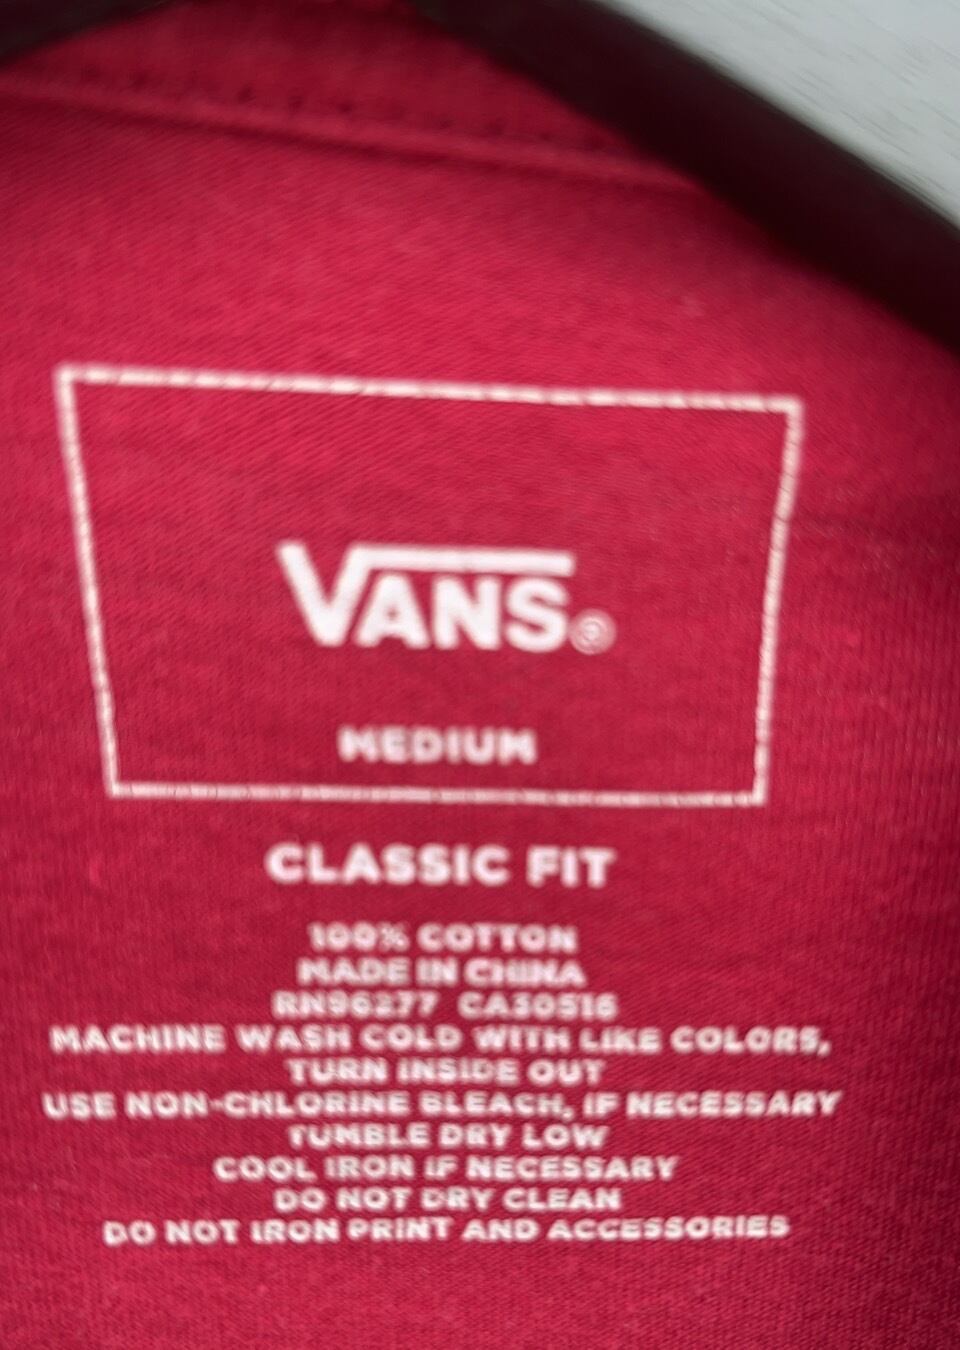 VANS®
MEDIUM
CLASSIC FIT
100% COTTON
MADE IN CHINA
RN96277 CA30516
MACHINE WASH COLD WITH LIKE COLORS,
TURN INSIDE OUT
USE NON-CHLORINE BLEACH, IF NECESSARY
TUMBLE DRY LOW
COOL IRON IF NECESSARY
DO NOT DRY CLEAN
DO NOT IRON PRINT AND ACCESSORIES